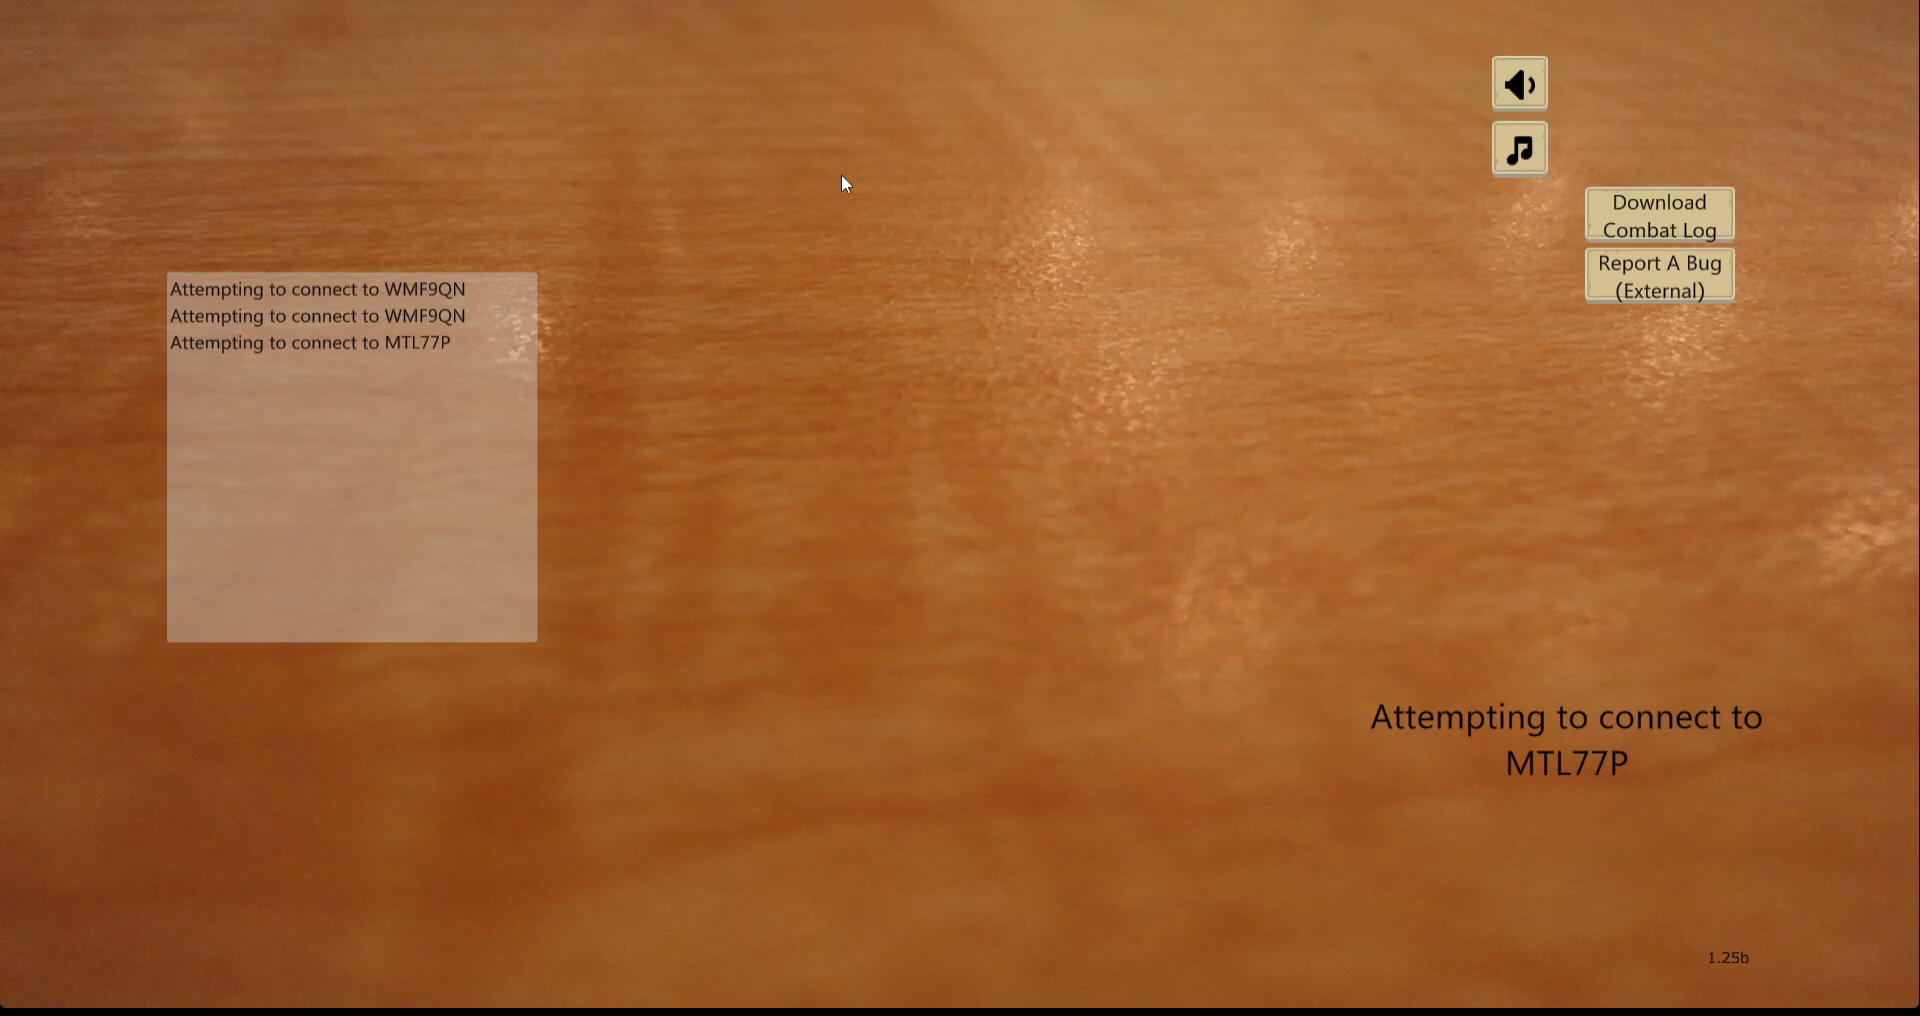 Download
Combat Log
Report A Bug
(External)
Attempting to connect to WMF9QN
Attempting to connect to WMF9QN
Attempting to connect to MTL77P
Attempting to connect to
MTL77P
1.25b